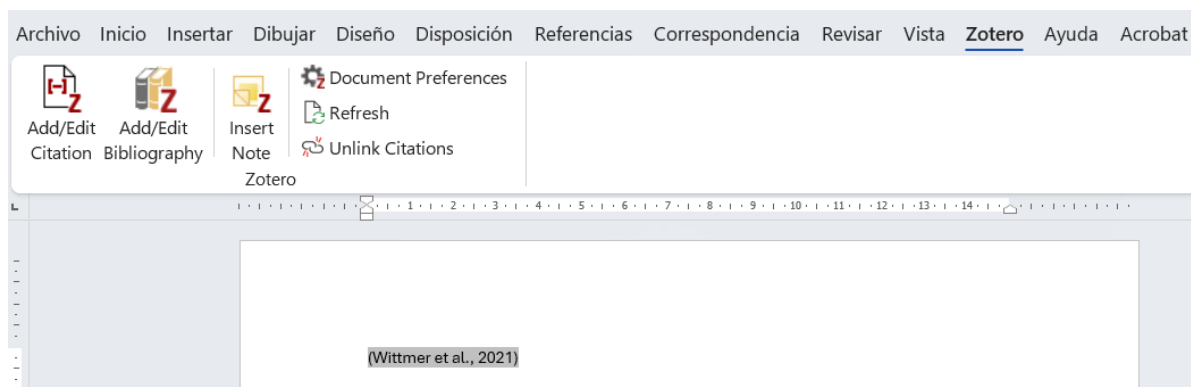 Archivo Inicio Insertar Dibujar Diseño Disposición Referencias Correspondencia Revisar Vista Zotero Ayuda Acrobat
[-]Z Z Z Z Document Preferences
Refresh
Add/Edit Add/Edit Insert
Citation Bibliography Note Unlink Citations
Zotero
1 2 3 4 5 6 7 8 9 10 11 12 13 14
(Wittmer et al., 2021)